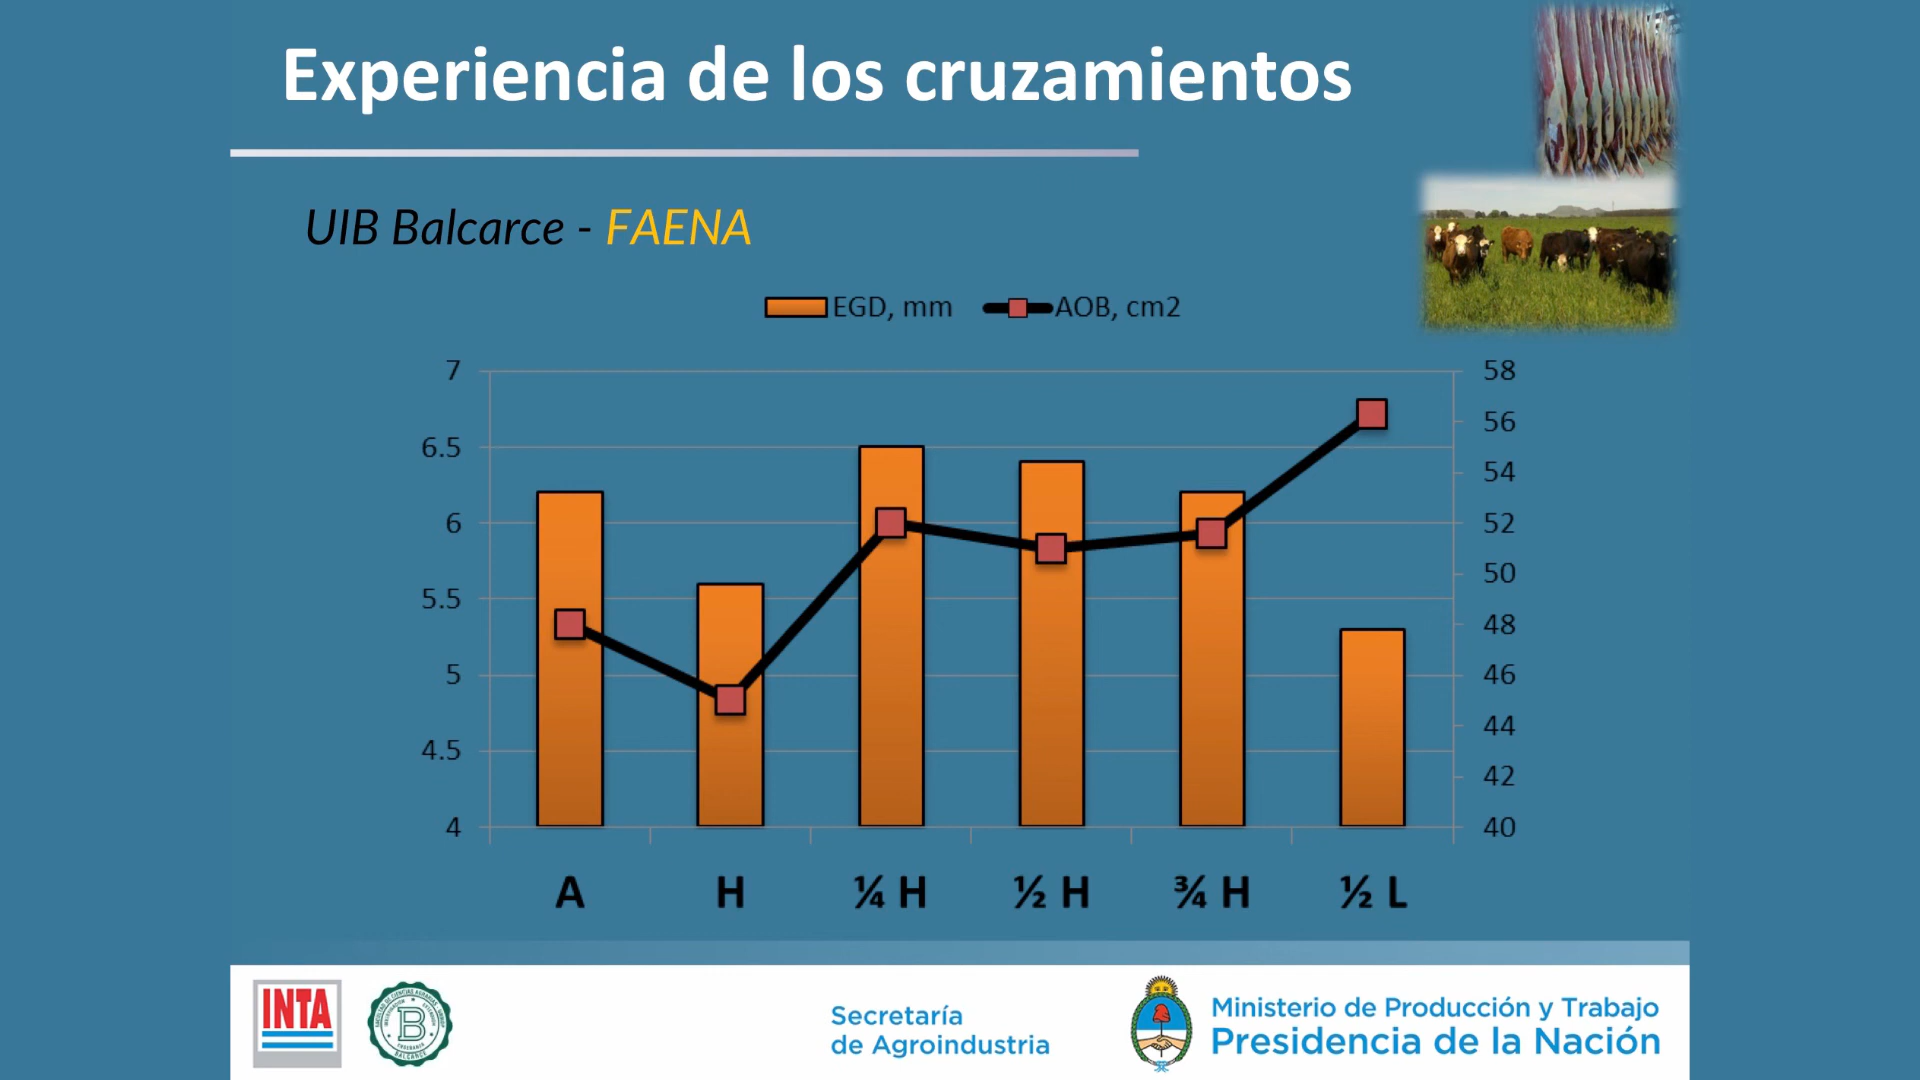 Experiencia de los cruzamientos
UIB Balcarce - FAENA
EGD, mm AOB, cm2
7
6.5
6
5.5
5
4.5
4
58
56
54
52
50
48
46
44
42
40
A H ¼ H ½ H ¾ H ½ L
INTA
B
BALCARCE
Secretaría
de Agroindustria
Ministerio de Producción y Trabajo
Presidencia de la Nación